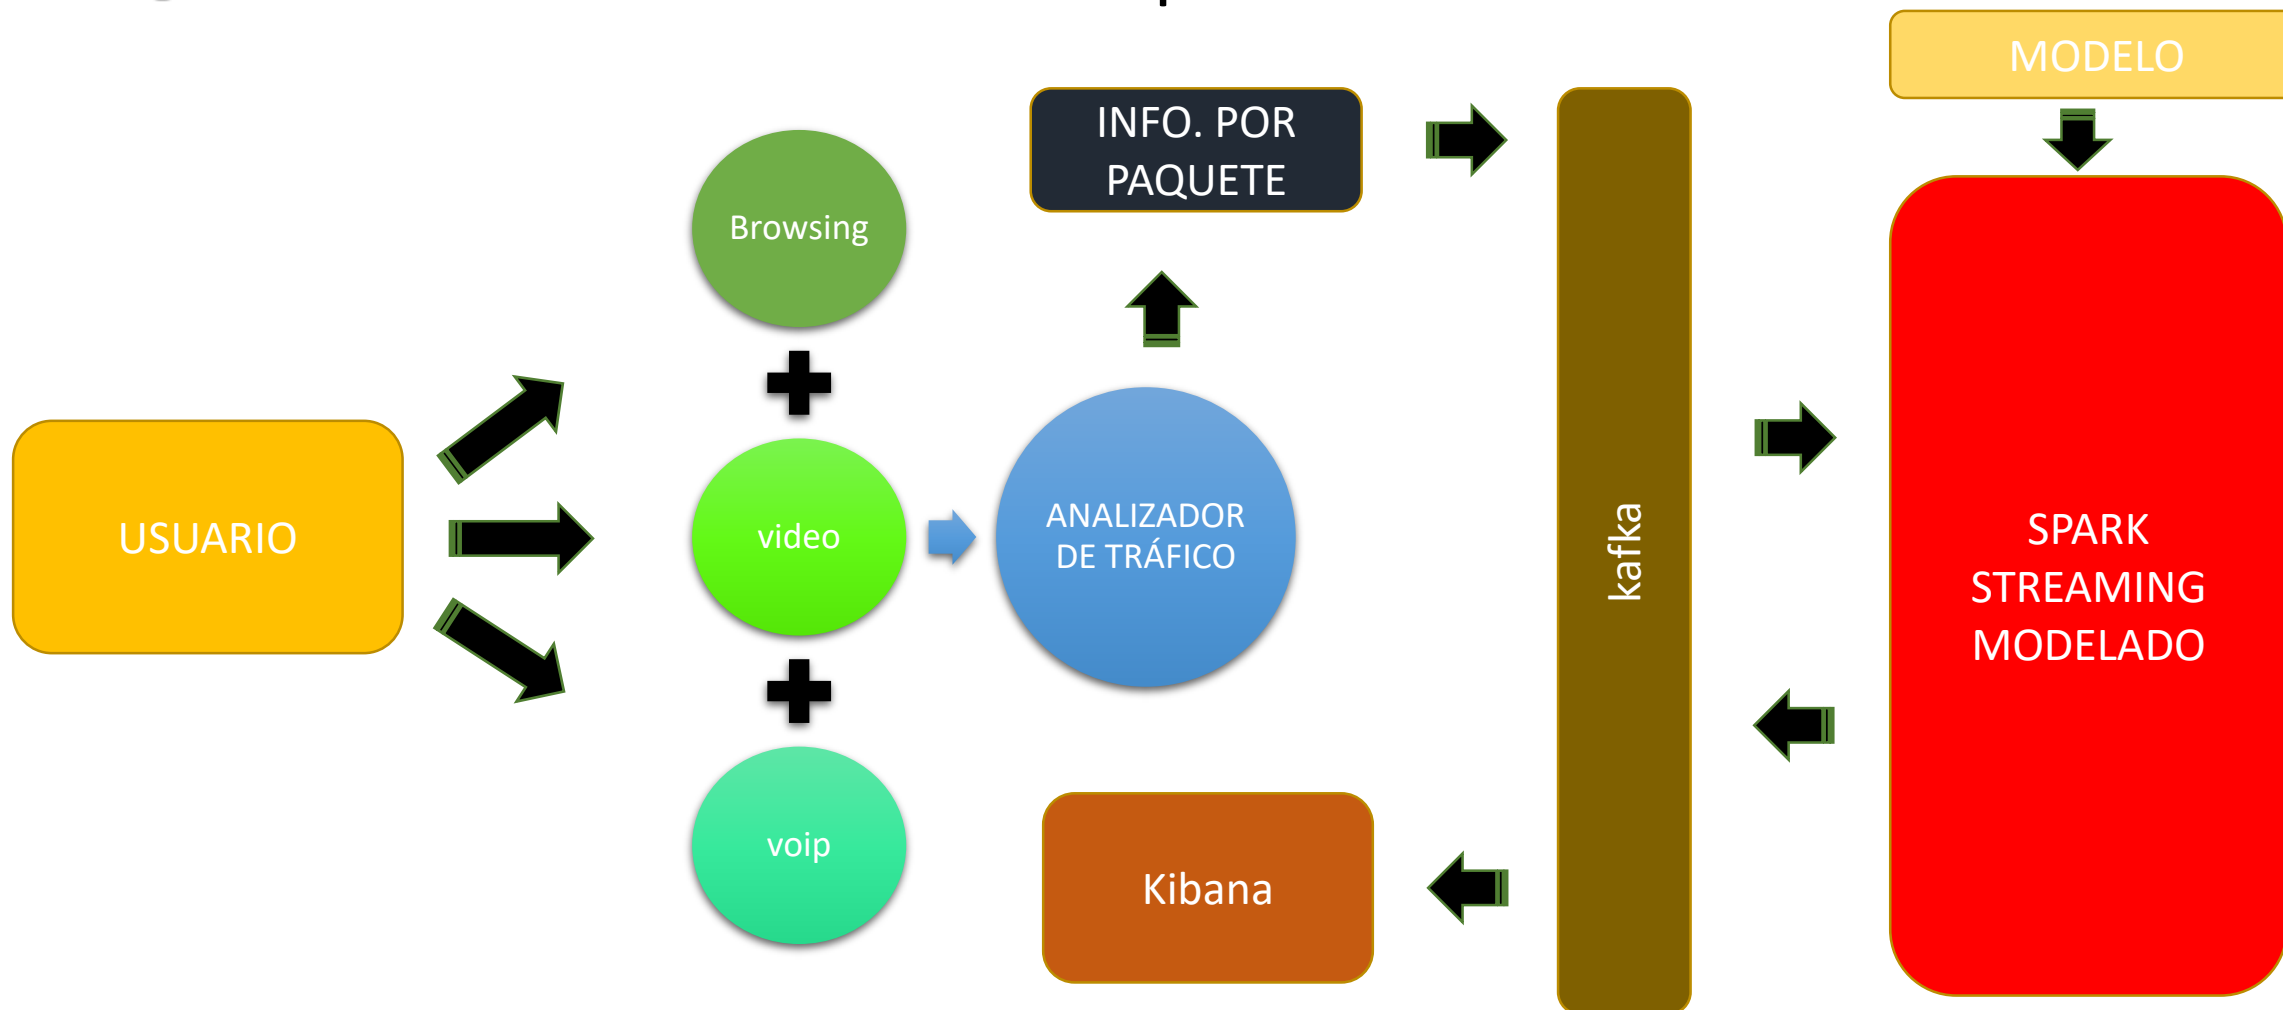 MODELO
INFO. POR
PAQUETE
Browsing
USUARIO
video
ANALIZADOR
DE TRÁFICO
kafka
SPARK
STREAMING
MODELADO
voip
Kibana